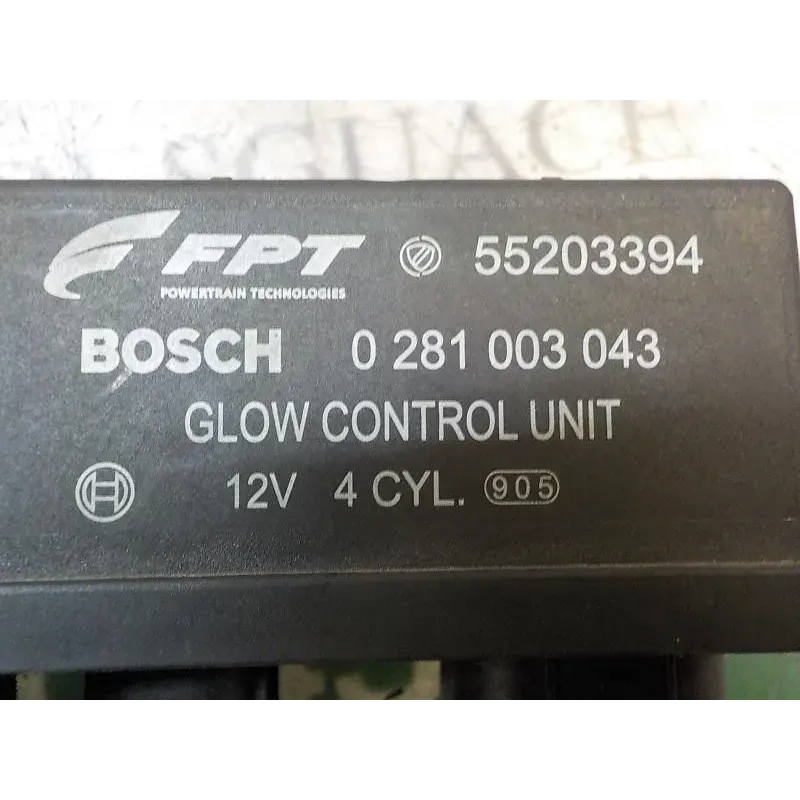 FPT 55203394
POWERTRAIN TECHNOLOGIES
BOSCH 0 281 003 043
GLOW CONTROL UNIT
12V 4 CYL. 905